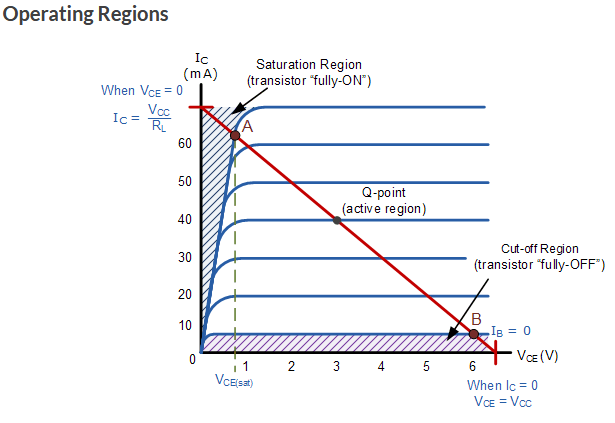 Operating Regions
IC
(mA)
Saturation Region
(transistor "fully-ON")
When VCE = 0
IC = VCC
RL
A
60
50
Q-point
(active region)
40
Cut-off Region
(transistor "fully-OFF")
30
20
10
B
IB = 0
0
1
2
3
4
5
6
VCE (V)
VCE(sat)
When IC = 0
VCE = VCC